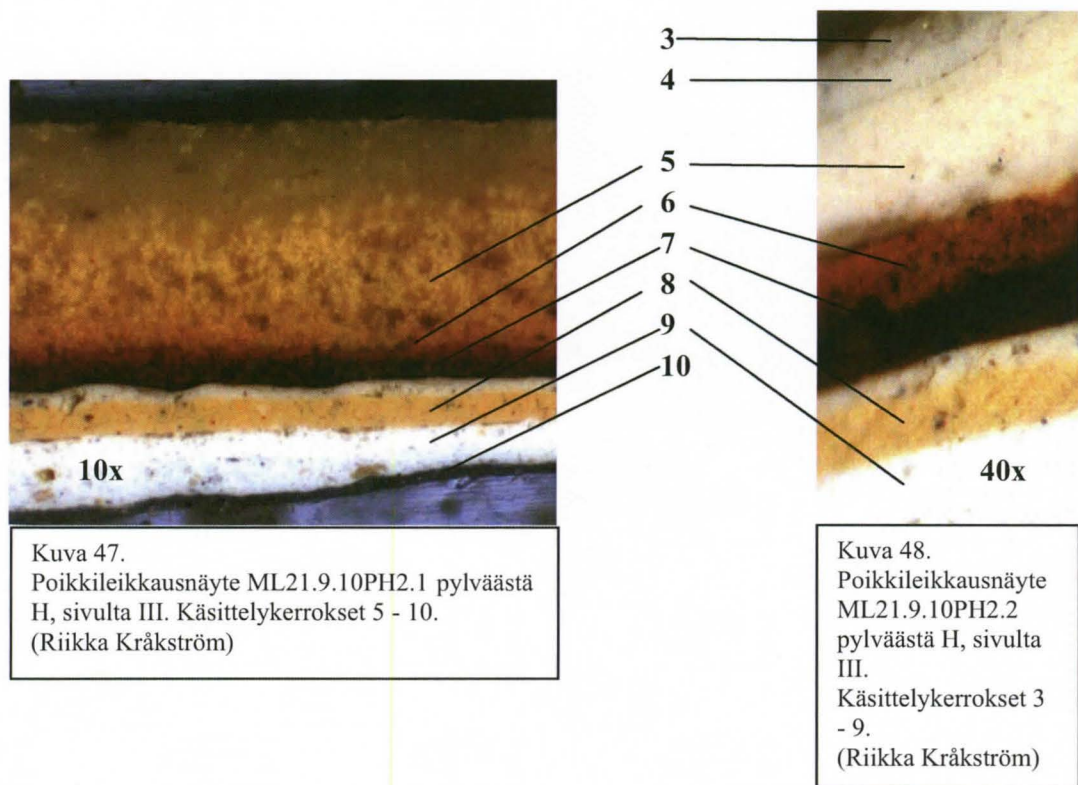 3
4
5
6
7
8
9
10
10x
40x
Kuva 47.
Poikkileikkausnäyte ML21.9.10PH2.1 pylväästä
H, sivulta III. Käsittelykerrokset 5 - 10.
(Riikka Kråkström)
Kuva 48.
Poikkileikkausnäyte
ML21.9.10PH2.2
pylväästä H, sivulta
III.
Käsittelykerrokset 3
- 9.
(Riikka Kråkström)